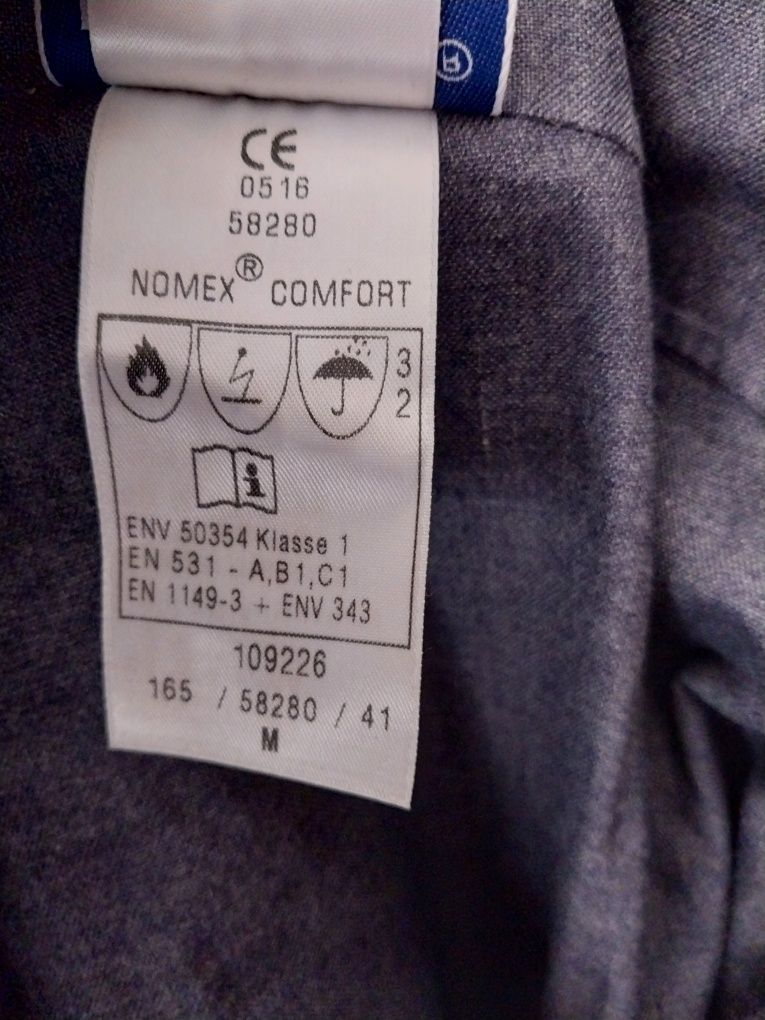 ®
CE
0516
58280
NOMEX® COMFORT
3
2
i
ENV 50354 Klasse 1
EN 531 - A,B1,C1
EN 1149-3 + ENV 343
109226
165 / 58280 / 41
M